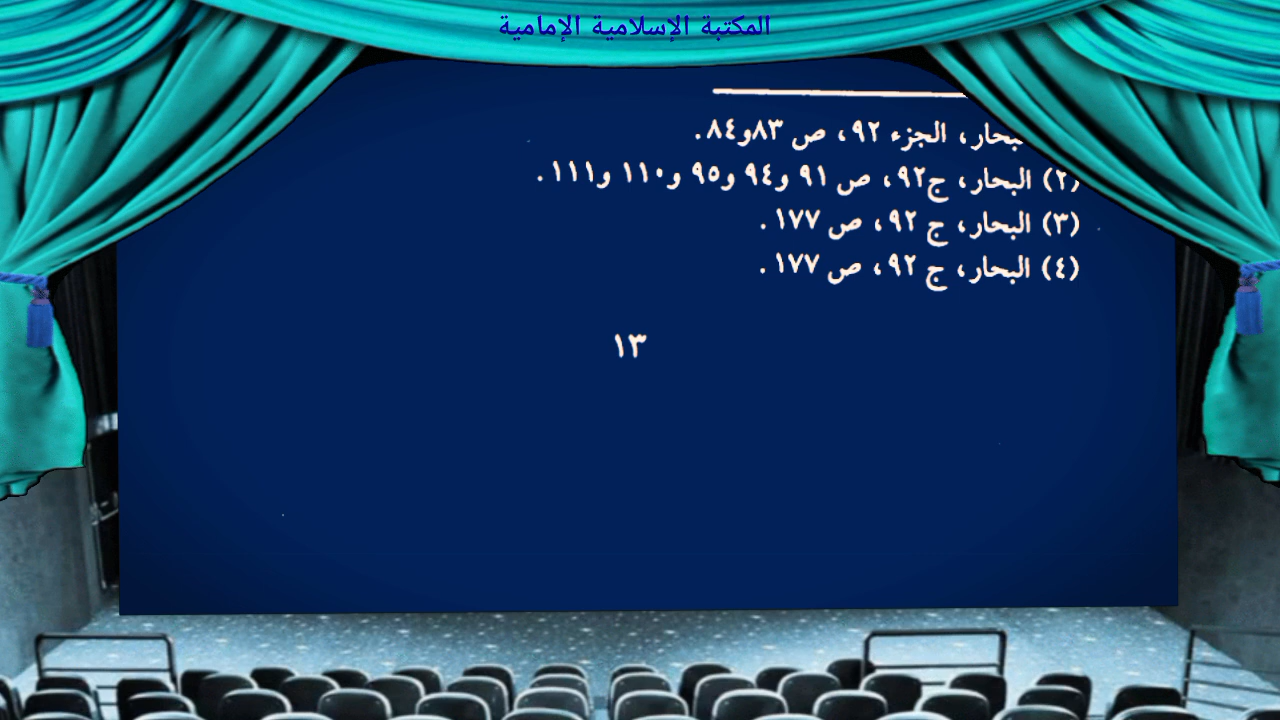 المكتبة الإسلامية الإمامية
الجزء ٩٢، ص ٨٣و٨٤.
(٢) البحار، ج٩٢، ص ٩١ و٩٤ و٩٥ و١١٠ و١١١.
(٣) البحار، ج ٩٢، ص ١٧٧.
(٤) البحار، ج ٩٢، ص ١٧٧.
١٣